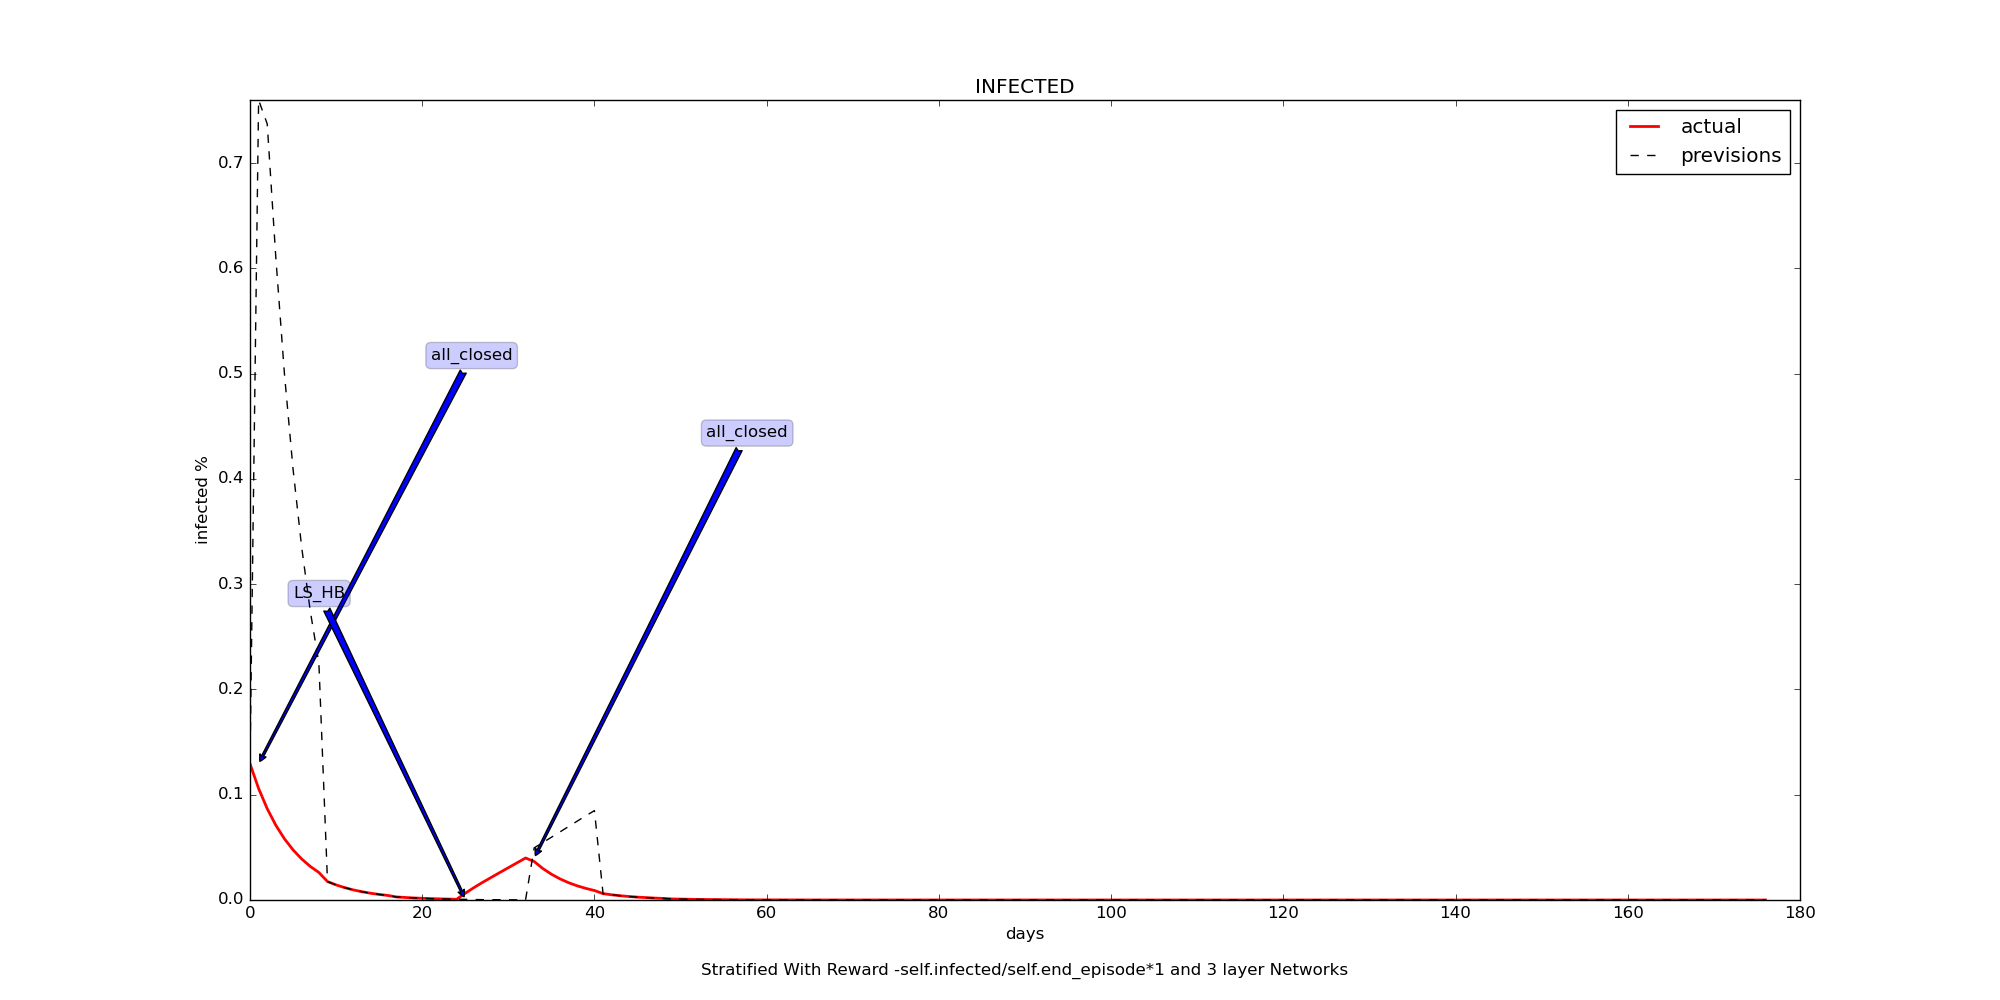 INFECTED
actual
previsions
0.7
0.6
0.5
0.4
0.3
0.2
0.1
0.0
infected %
all_closed
all_closed
LS_HB
0 20 40 60 80 100 120 140 160 180
days
Stratified With Reward -self.infected/self.end_episode*1 and 3 layer Networks